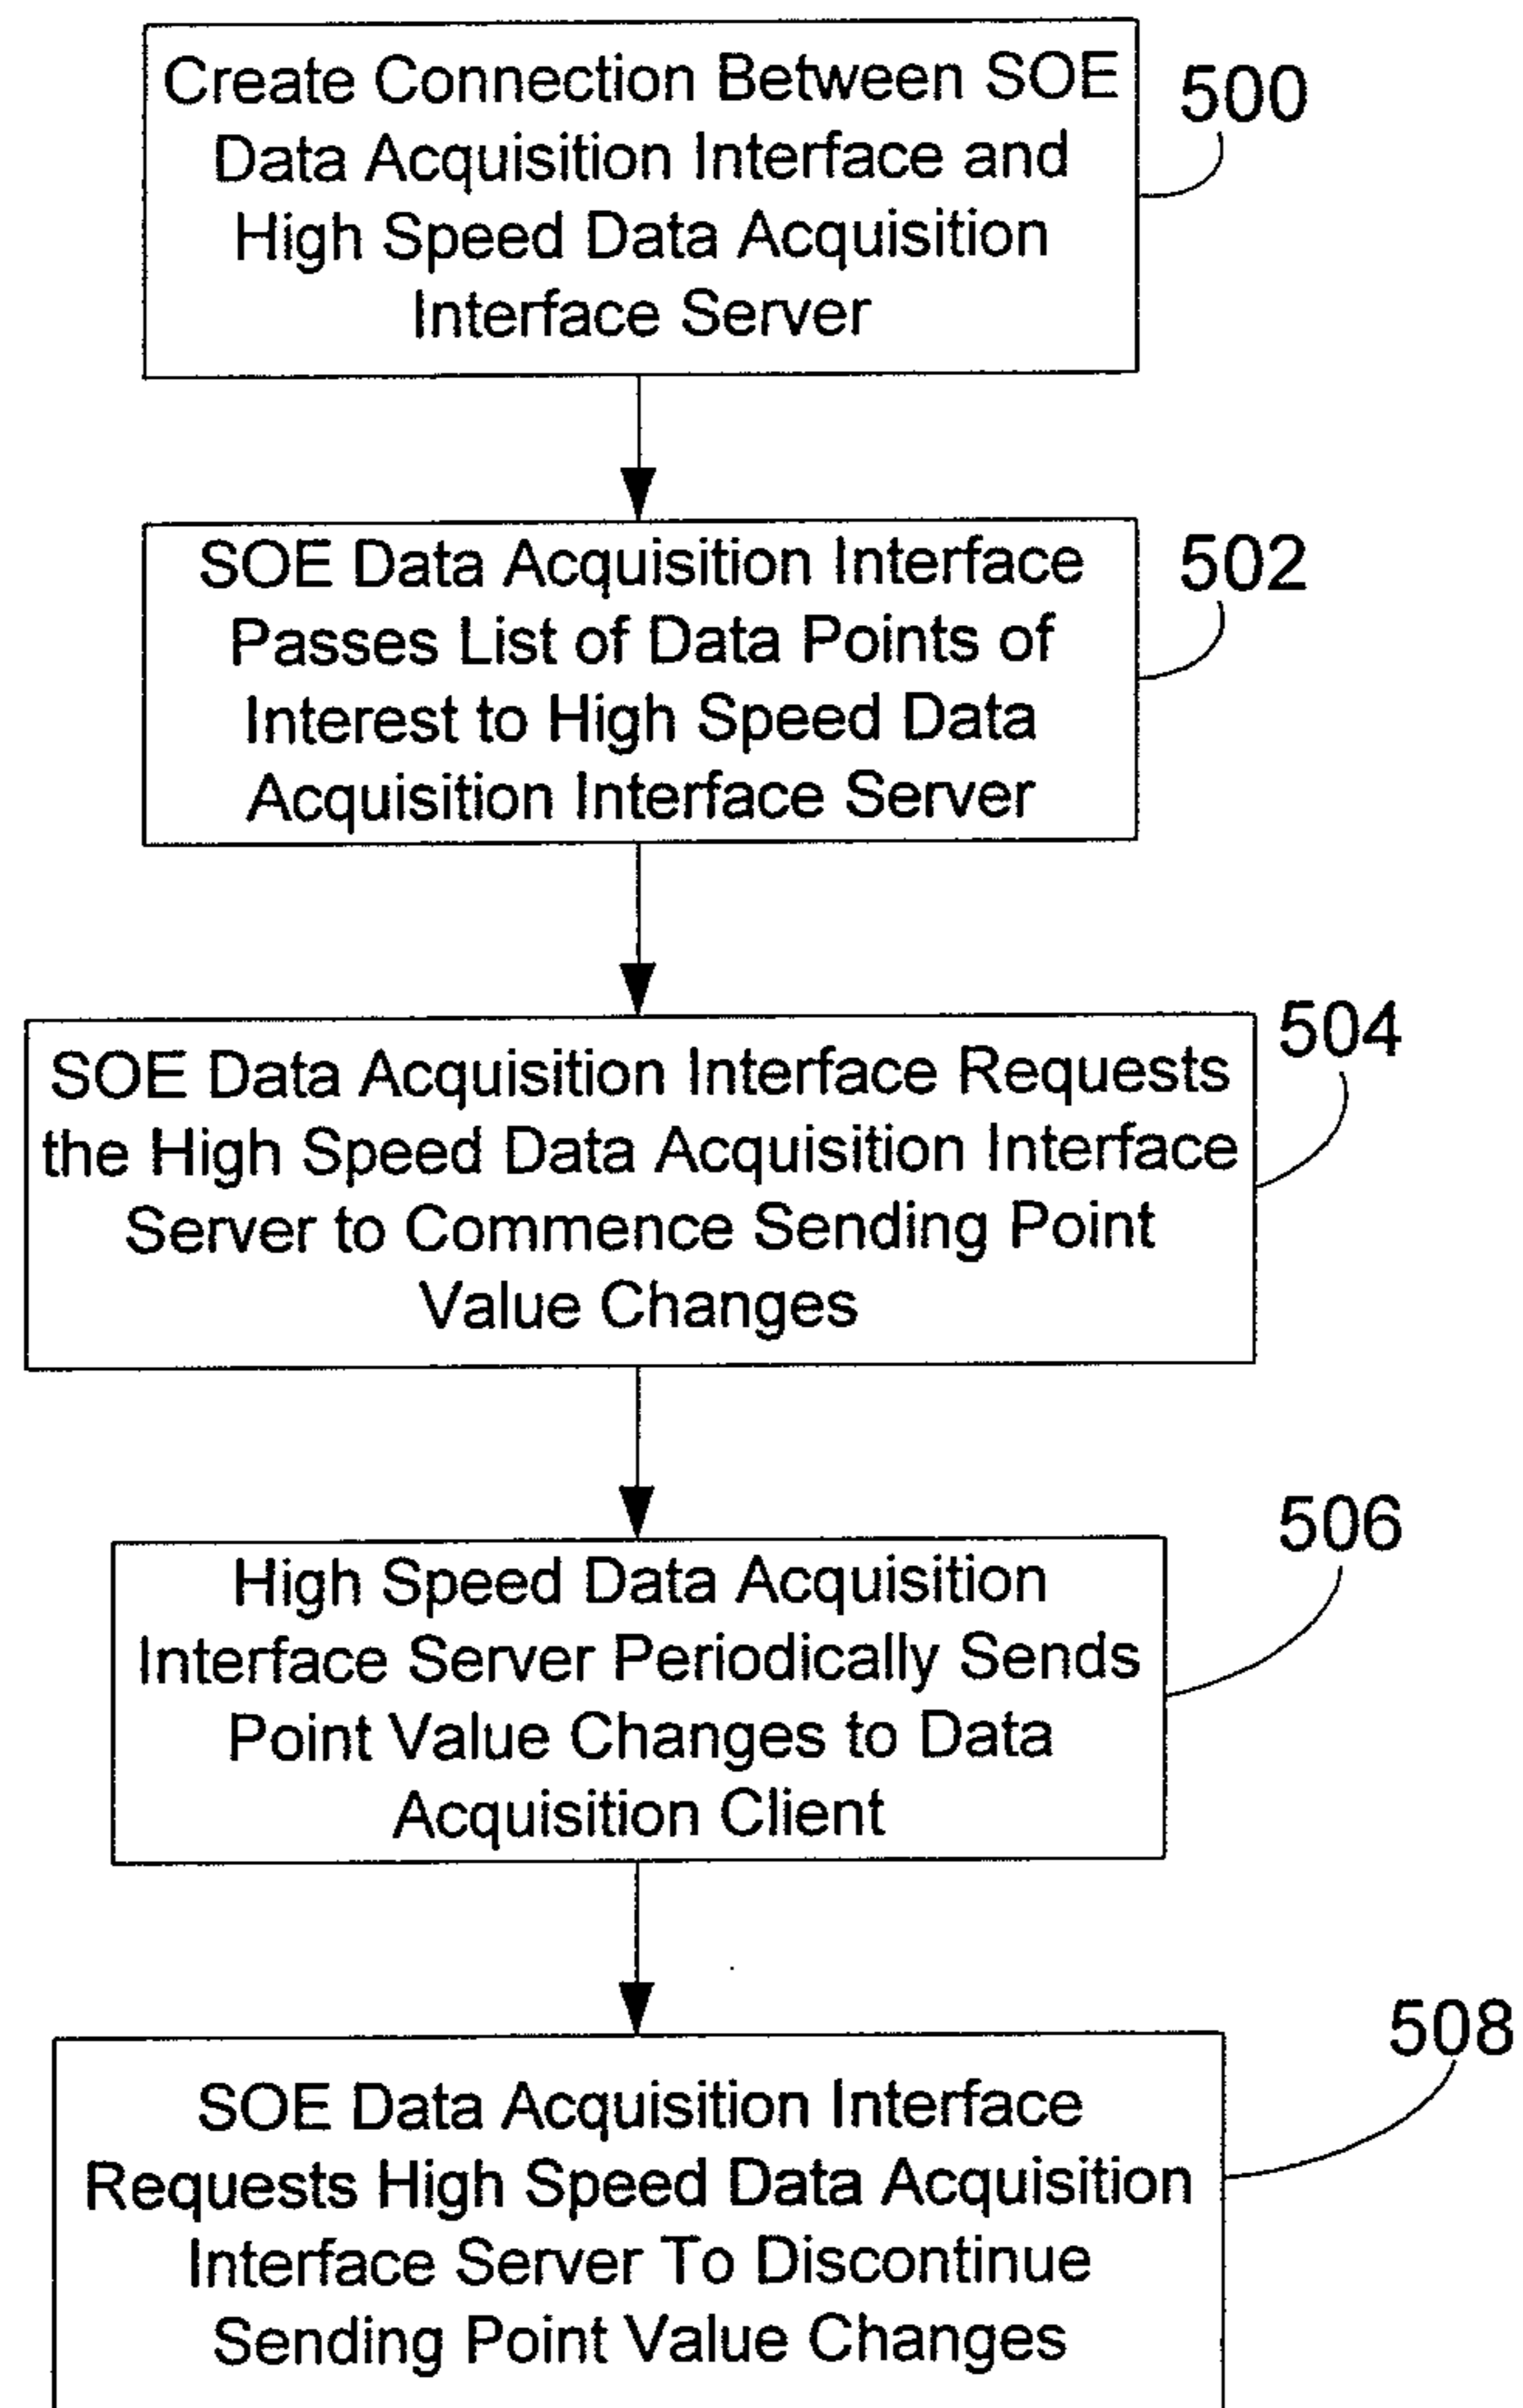 Create Connection Between SOE
Data Acquisition Interface and
High Speed Data Acquisition
Interface Server
500
SOE Data Acquisition Interface
Passes List of Data Points of
Interest to High Speed Data
Acquisition Interface Server
502
SOE Data Acquisition Interface Requests
the High Speed Data Acquisition Interface
Server to Commence Sending Point
Value Changes
504
High Speed Data Acquisition
Interface Server Periodically Sends
Point Value Changes to Data
Acquisition Client
506
SOE Data Acquisition Interface
Requests High Speed Data Acquisition
Interface Server To Discontinue
Sending Point Value Changes
508